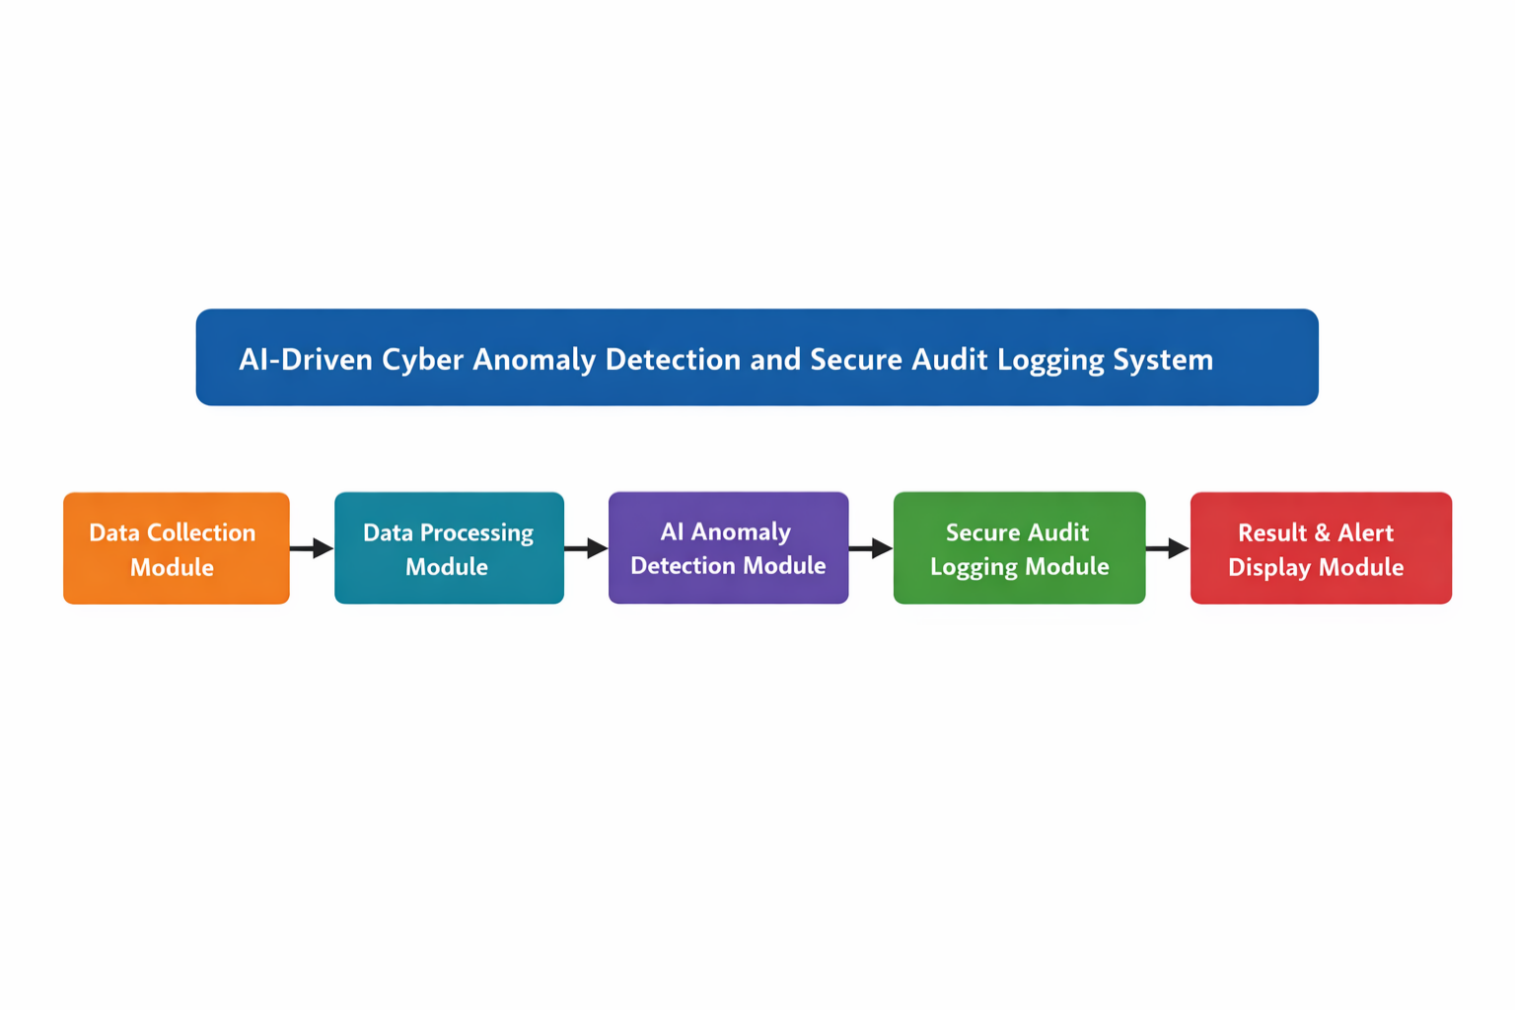 AI-Driven Cyber Anomaly Detection and Secure Audit Logging System
Data Collection
Module
Data Processing
Module
AI Anomaly
Detection Module
Secure Audit
Logging Module
Result & Alert
Display Module